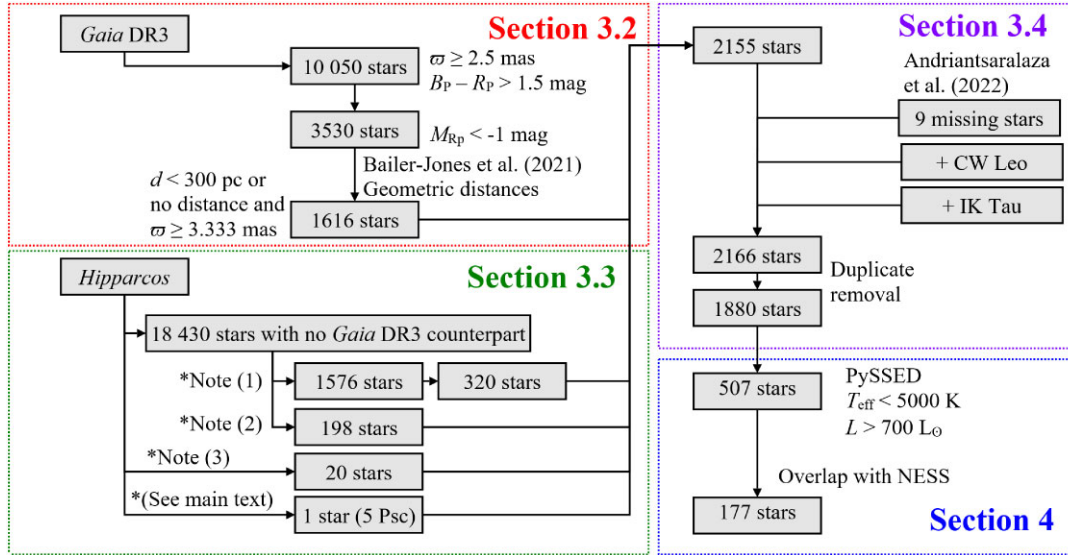 Section 3.2
Gaia DR3
10 050 stars
ϖ ≥ 2.5 mas
B_P – R_P > 1.5 mag
3530 stars
M_Rp < -1 mag
Bailer-Jones et al. (2021)
Geometric distances
d < 300 pc or
no distance and
ϖ ≥ 3.333 mas
1616 stars
Section 3.3
Hipparcos
18 430 stars with no Gaia DR3 counterpart
*Note (1)
1576 stars
320 stars
*Note (2)
198 stars
*Note (3)
20 stars
*(See main text)
1 star (5 Psc)
Section 3.4
2155 stars
Andriantsaralaza
et al. (2022)
9 missing stars
+ CW Leo
+ IK Tau
2166 stars
Duplicate
removal
1880 stars
507 stars
PySSED
T_eff < 5000 K
L > 700 L_⊙
Overlap with NESS
177 stars
Section 4